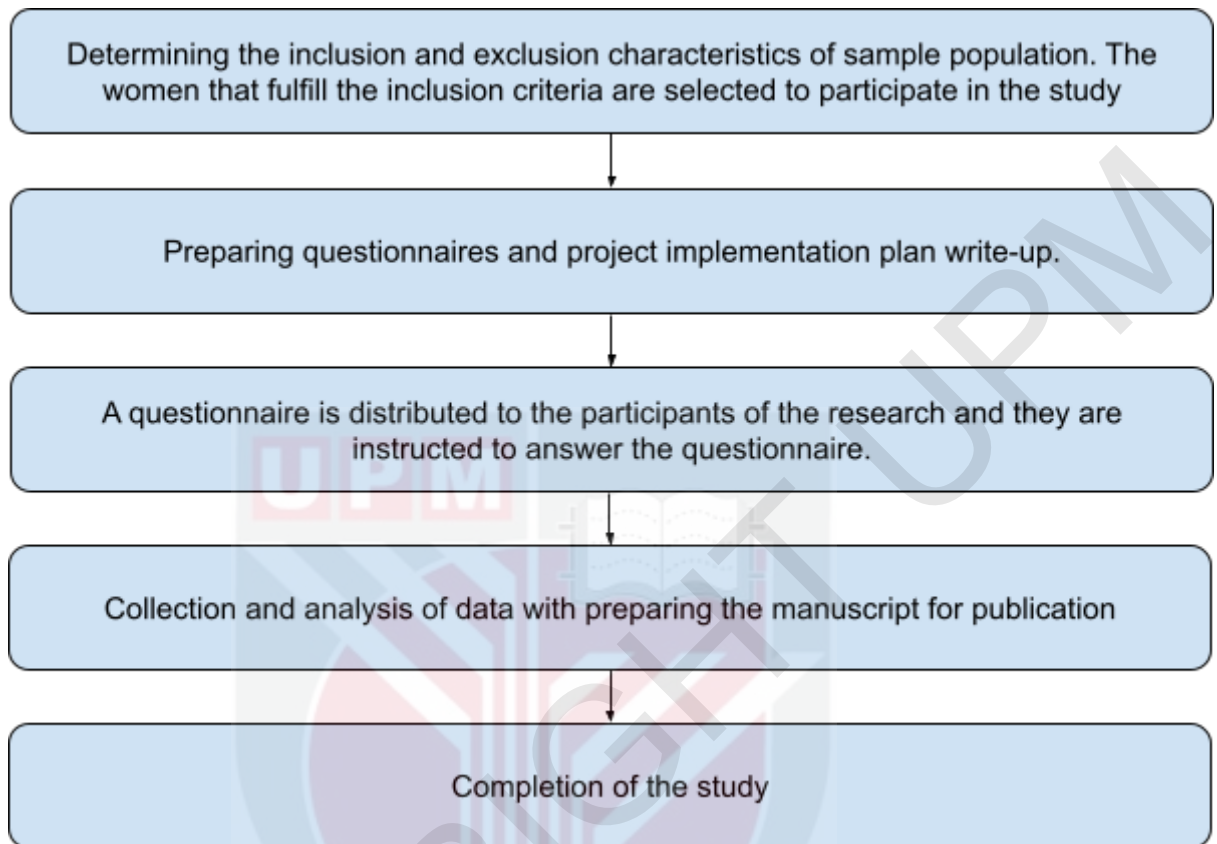 Determining the inclusion and exclusion characteristics of sample population. The
women that fulfill the inclusion criteria are selected to participate in the study
Preparing questionnaires and project implementation plan write-up.
A questionnaire is distributed to the participants of the research and they are
instructed to answer the questionnaire.
UPM
Collection and analysis of data with preparing the manuscript for publication
Completion of the study
RIGHT UPM